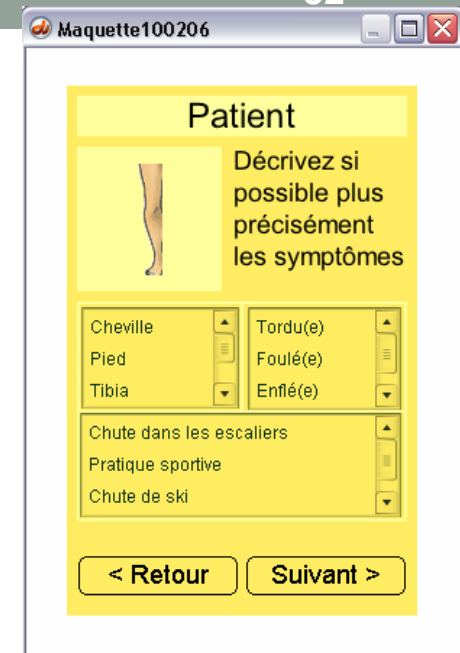 Maquette100206
Patient
Décrivez si
possible plus
précisément
les symptômes
Cheville
Pied
Tibia
Tordu(e)
Foulé(e)
Enflé(e)
Chute dans les escaliers
Pratique sportive
Chute de ski
< Retour
Suivant >